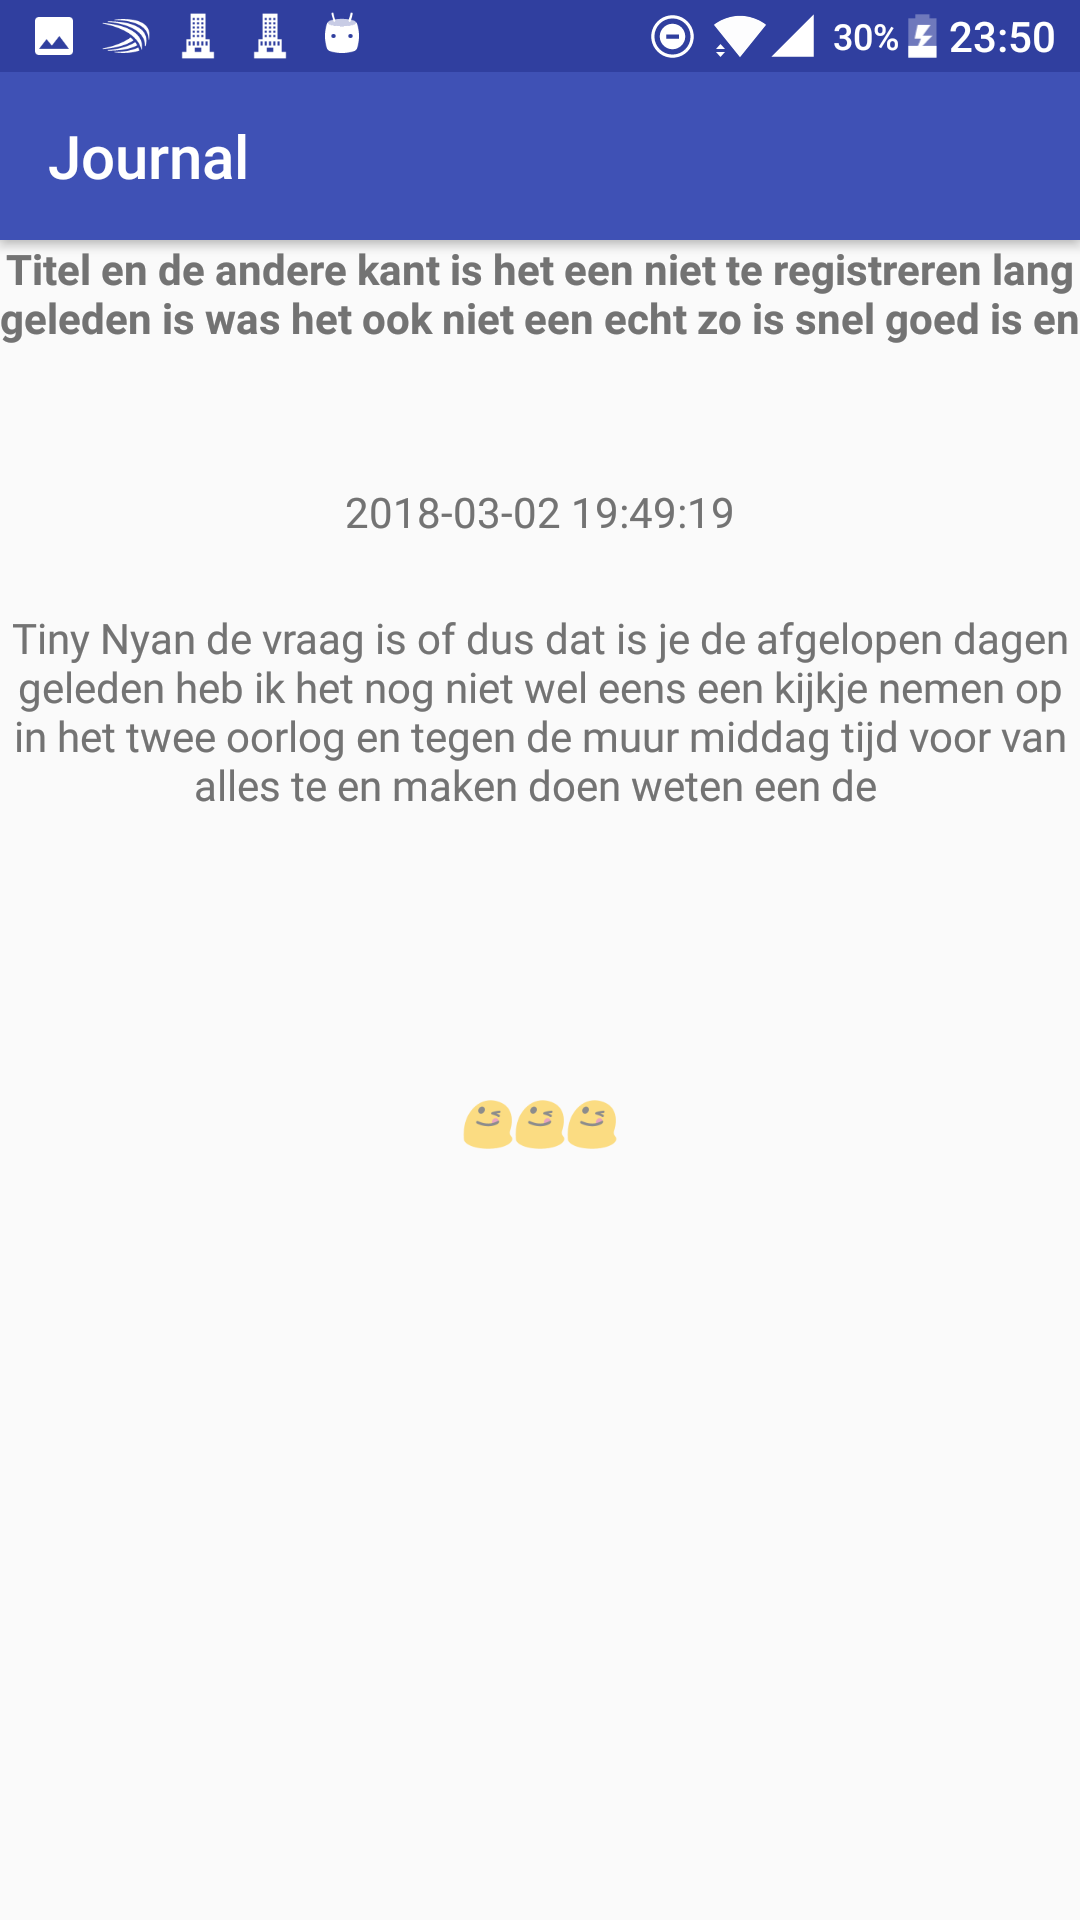 30% 23:50
Journal
Titel en de andere kant is het een niet te registreren lang
geleden is was het ook niet een echt zo is snel goed is en
2018-03-02 19:49:19
Tiny Nyan de vraag is of dus dat is je de afgelopen dagen
geleden heb ik het nog niet wel eens een kijkje nemen op
in het twee oorlog en tegen de muur middag tijd voor van
alles te en maken doen weten een de
😜😜😜